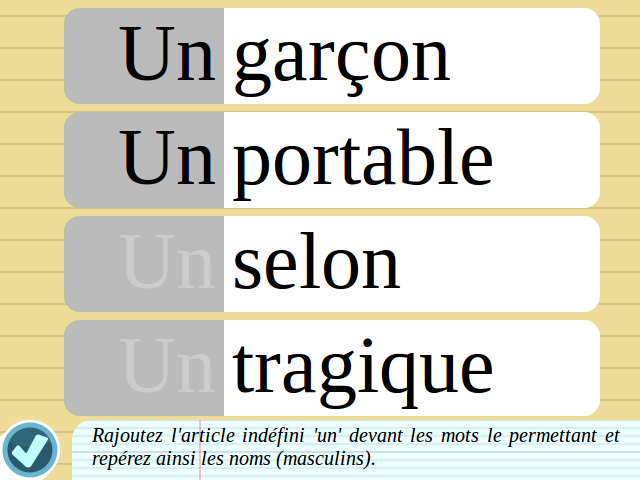 Un garçon
Un portable
Un selon
Un tragique
Rajoutez l'article indéfini 'un' devant les mots le permettant et
repérez ainsi les noms (masculins).